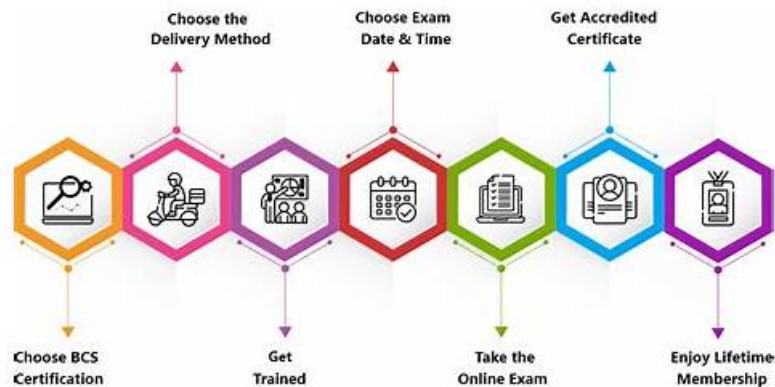 Choose the
Delivery Method
Choose Exam
Date & Time
Get Accredited
Certificate
Choose BCS
Certification
Get
Trained
Take the
Online Exam
Enjoy Lifetime
Membership